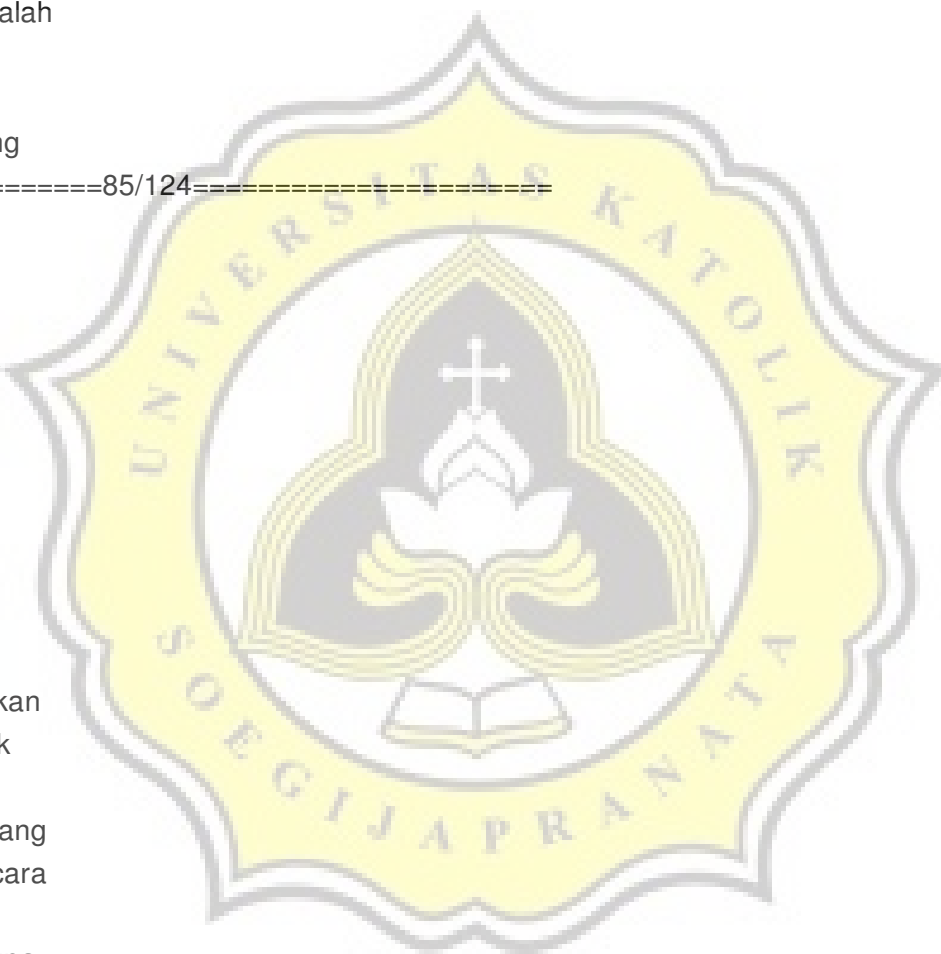 alah
ng
=======85/124======================
UNIVERSITAS KATOLIK
kan
k
ang
cara
SOEGIJAPRANATA